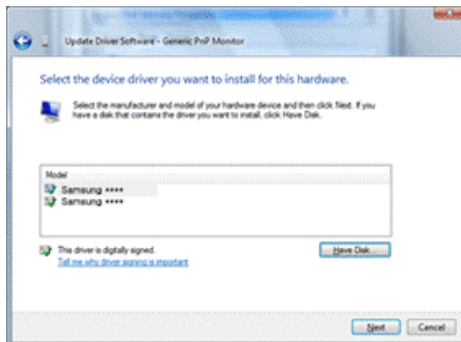 Update Driver Software - Generic PnP Monitor
Select the device driver you want to install for this hardware.
Select the manufacturer and model of your hardware device and then click Next. If you
have a disk that contains the driver you want to install, click Have Disk.
Model
Samsung ****
Samsung ****
This driver is digitally signed.
Have Disk...
Tell me why driver signing is important
Next
Cancel